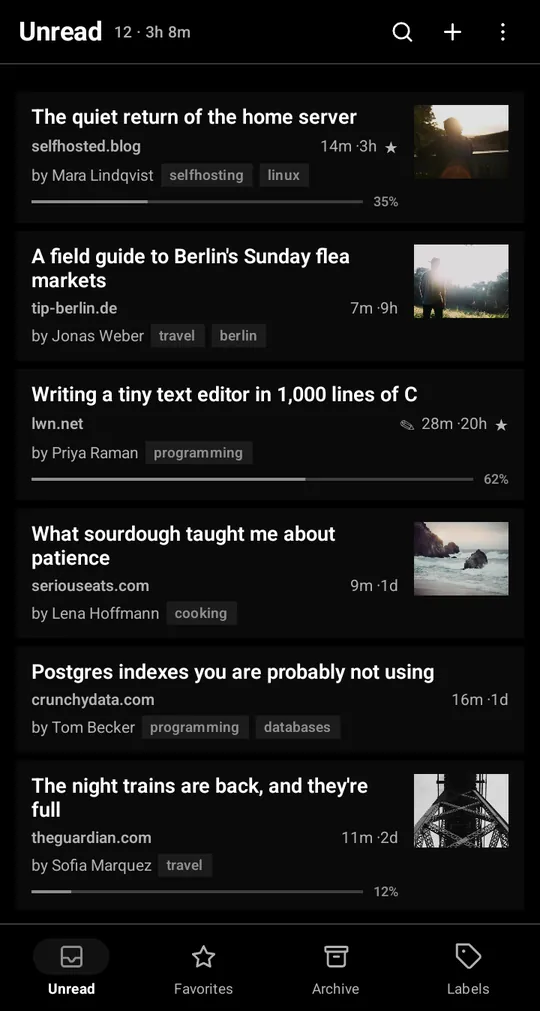 Unread 12 · 3h 8m
The quiet return of the home server
selfhosted.blog 14m ·3h ★
by Mara Lindqvist selfhosting linux
35%
A field guide to Berlin's Sunday flea
markets
tip-berlin.de 7m ·9h
by Jonas Weber travel berlin
Writing a tiny text editor in 1,000 lines of C
lwn.net ✎ 28m ·20h ★
by Priya Raman programming
62%
What sourdough taught me about
patience
seriouseats.com 9m ·1d
by Lena Hoffmann cooking
Postgres indexes you are probably not using
crunchydata.com 16m ·1d
by Tom Becker programming databases
The night trains are back, and they're
full
theguardian.com 11m ·2d
by Sofia Marquez travel
12%
Unread Favorites Archive Labels